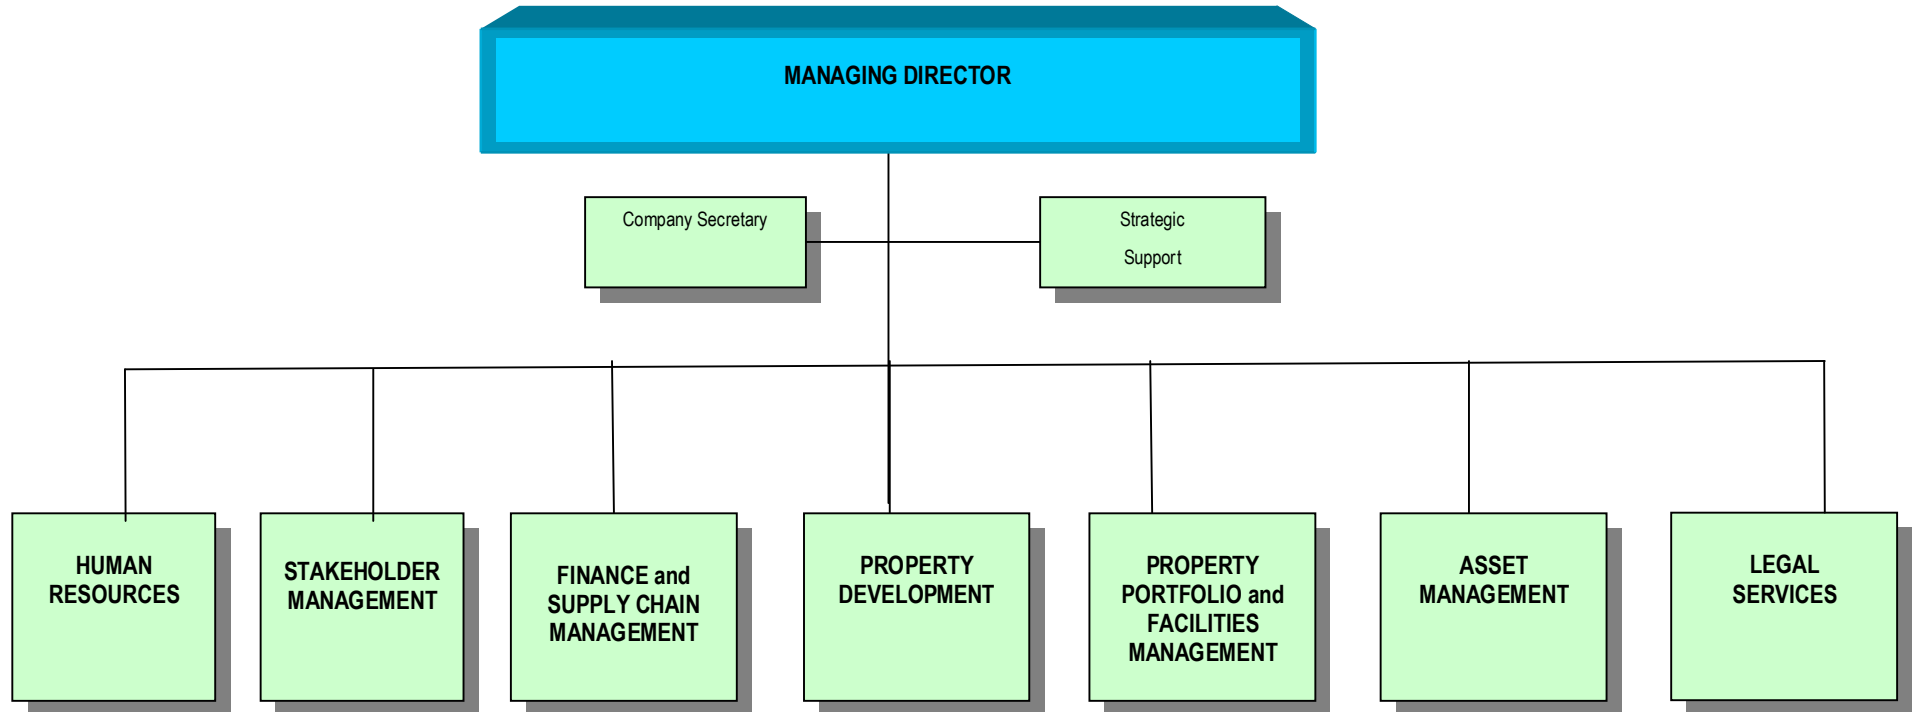 MANAGING DIRECTOR
Company Secretary
Strategic
Support
HUMAN
RESOURCES
STAKEHOLDER
MANAGEMENT
FINANCE and
SUPPLY CHAIN
MANAGEMENT
PROPERTY
DEVELOPMENT
PROPERTY
PORTFOLIO and
FACILITIES
MANAGEMENT
ASSET
MANAGEMENT
LEGAL
SERVICES